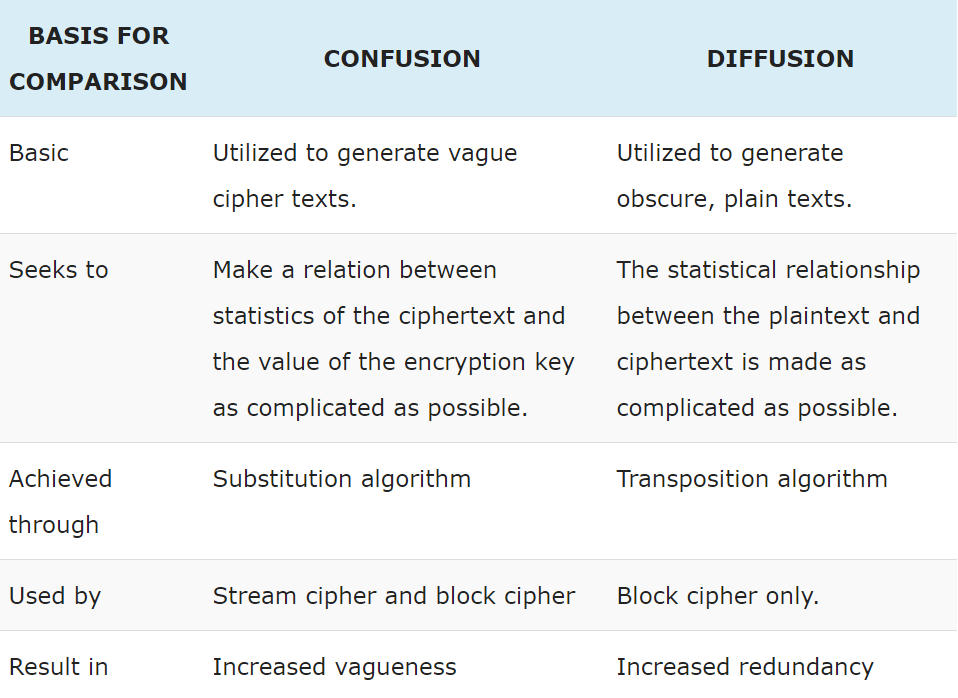 BASIS FOR
COMPARISON
CONFUSION
DIFFUSION
Basic
Utilized to generate vague
cipher texts.
Utilized to generate
obscure, plain texts.
Seeks to
Make a relation between
statistics of the ciphertext and
the value of the encryption key
as complicated as possible.
The statistical relationship
between the plaintext and
ciphertext is made as
complicated as possible.
Achieved
through
Substitution algorithm
Transposition algorithm
Used by
Stream cipher and block cipher
Block cipher only.
Result in
Increased vagueness
Increased redundancy